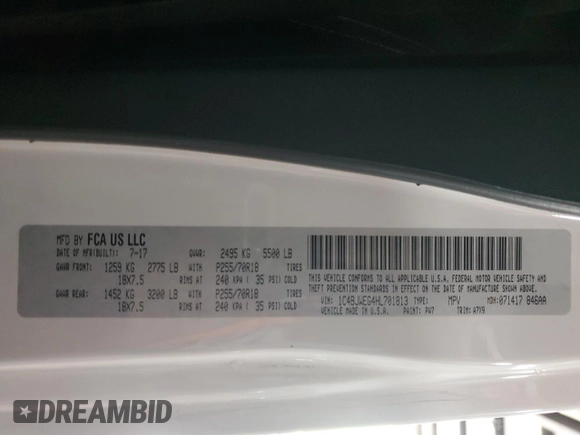 MFD BY FCA US LLC
DATE OF MFR(BUILT): 7-17 GVWR: 2495 KG 5500 LB
GAWR FRONT: 1259 KG 2775 LB WITH P255/70R18 TIRES
18X7.5 RIMS AT 240 KPA ( 35 PSI) COLD
GAWR REAR: 1452 KG 3200 LB WITH P255/70R18 TIRES
18X7.5 RIMS AT 240 KPA ( 35 PSI) COLD
THIS VEHICLE CONFORMS TO ALL APPLICABLE U.S.A. FEDERAL MOTOR VEHICLE SAFETY AND
THEFT PREVENTION STANDARDS IN EFFECT ON THE DATE OF MANUFACTURE SHOWN ABOVE.
VIN: 1C4BJWEG4HL701813 TYPE: MPV MDH: 071417 846AA
VEHICLE MADE IN U.S.A. PAINT: PW7 TRIM: A7X9
DREAMBID